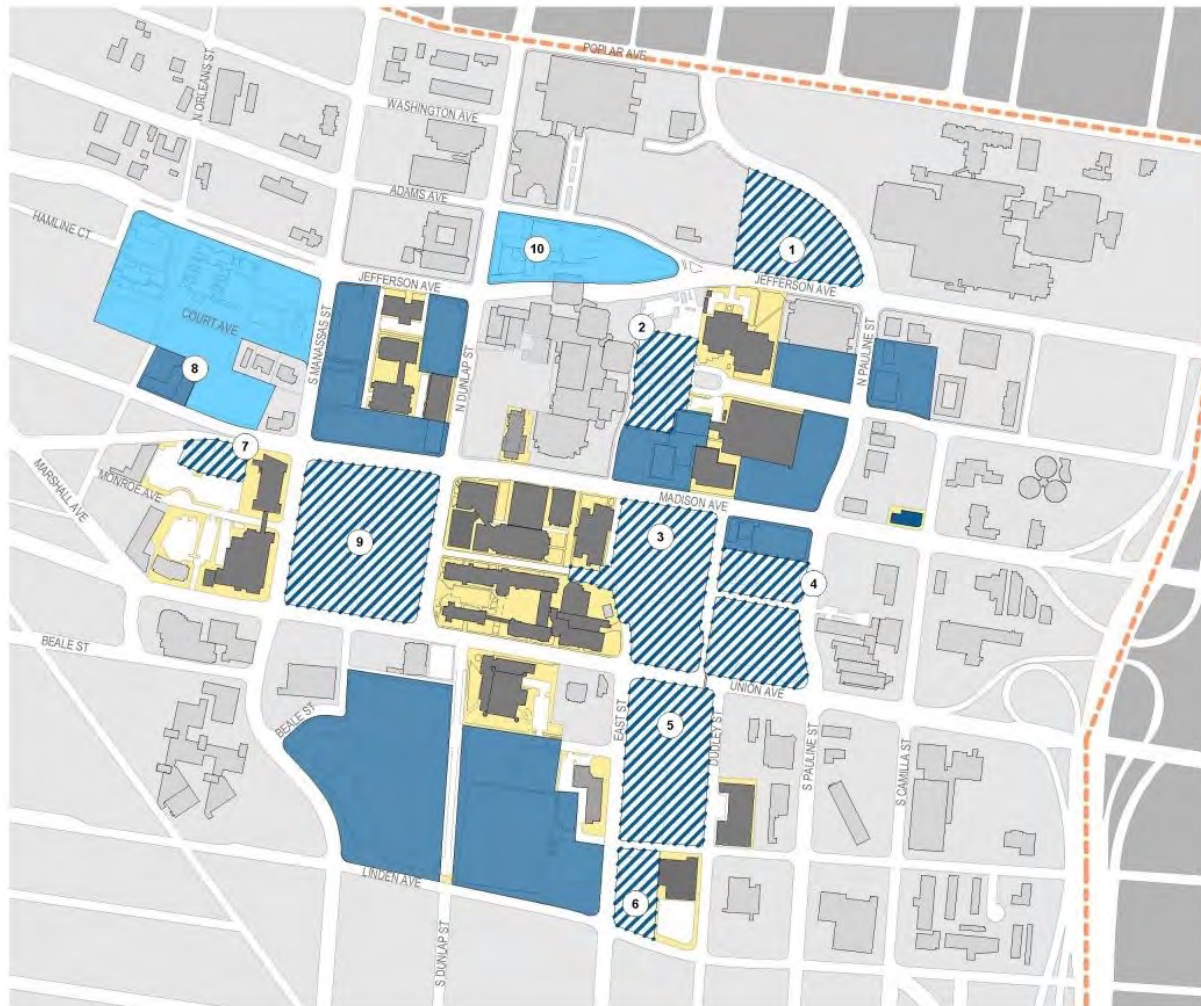 POPLAR AVE
N ORLEANS ST
WASHINGTON AVE
ADAMS AVE
HAMLINE CT
10
1
JEFFERSON AVE
JEFFERSON AVE
COURT AVE
S MANASSAS ST
2
N PAULINE ST
N DUNLAP ST
8
7
MARSHALL AVE
MONROE AVE
MADISON AVE
9
3
4
BEALE ST
UNION AVE
BEALE ST
EAST ST
5
DUDLEY ST
S PAULINE ST
S CAMILLA ST
LINDEN AVE
6
S DUNLAP ST